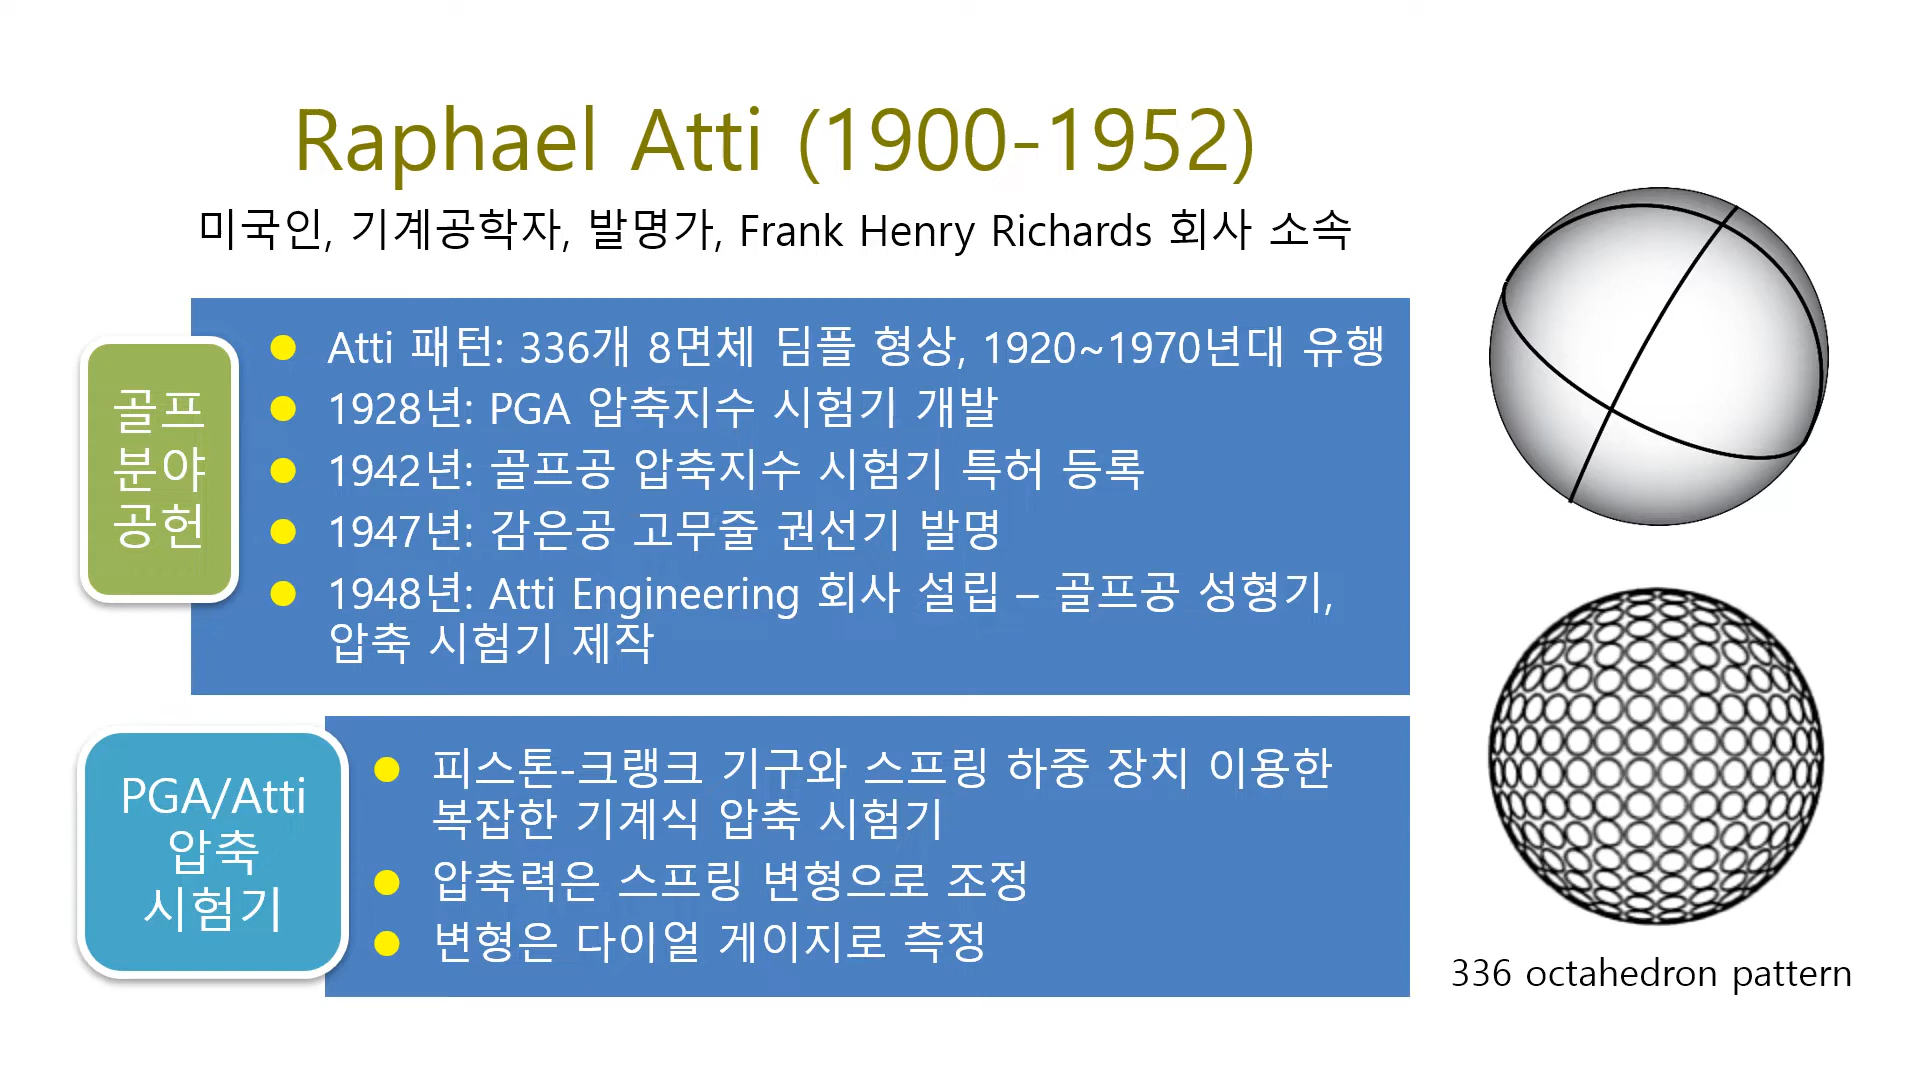 Raphael Atti (1900-1952)
미국인, 기계공학자, 발명가, Frank Henry Richards 회사 소속
골프
분야
공헌
Atti 패턴: 336개 8면체 딤플 형상, 1920~1970년대 유행
1928년: PGA 압축지수 시험기 개발
1942년: 골프공 압축지수 시험기 특허 등록
1947년: 감은공 고무줄 권선기 발명
1948년: Atti Engineering 회사 설립 – 골프공 성형기,
압축 시험기 제작
PGA/Atti
압축
시험기
피스톤-크랭크 기구와 스프링 하중 장치 이용한
복잡한 기계식 압축 시험기
압축력은 스프링 변형으로 조정
변형은 다이얼 게이지로 측정
336 octahedron pattern